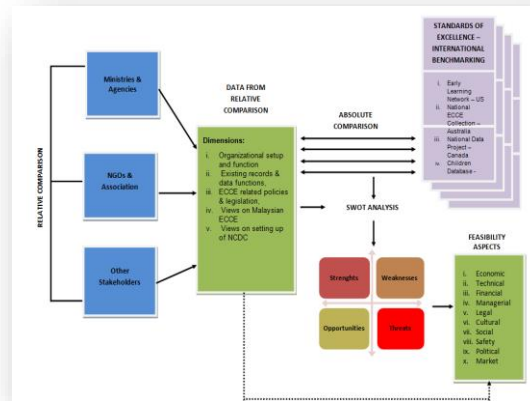 RELATIVE COMPARISON
Ministries &
Agencies
NGOs &
Association
Other
Stakeholders
DATA FROM
RELATIVE
COMPARISON
Dimensions:
i. Organizational setup
and function
ii. Existing records &
data functions,
iii. ECCE related policies
& legislation,
iv. Views on Malaysian
ECCE
v. Views on setting up
of NCDC
ABSOLUTE
COMPARISON
STANDARDS OF
EXCELLENCE –
INTERNATIONAL
BENCHMARKING
i. Early
Learning
Network – US
ii. National
ECCE
Collection –
Australia
iii. National Data
Project –
Canada
iv. Children
Database –
SWOT ANALYSIS
Strenghts
Weaknesses
Opportunities
Threats
FEASIBILITY
ASPECTS
i. Economic
ii. Technical
iii. Financial
iv. Managerial
v. Legal
vi. Cultural
vii. Social
viii. Safety
ix. Political
x. Market